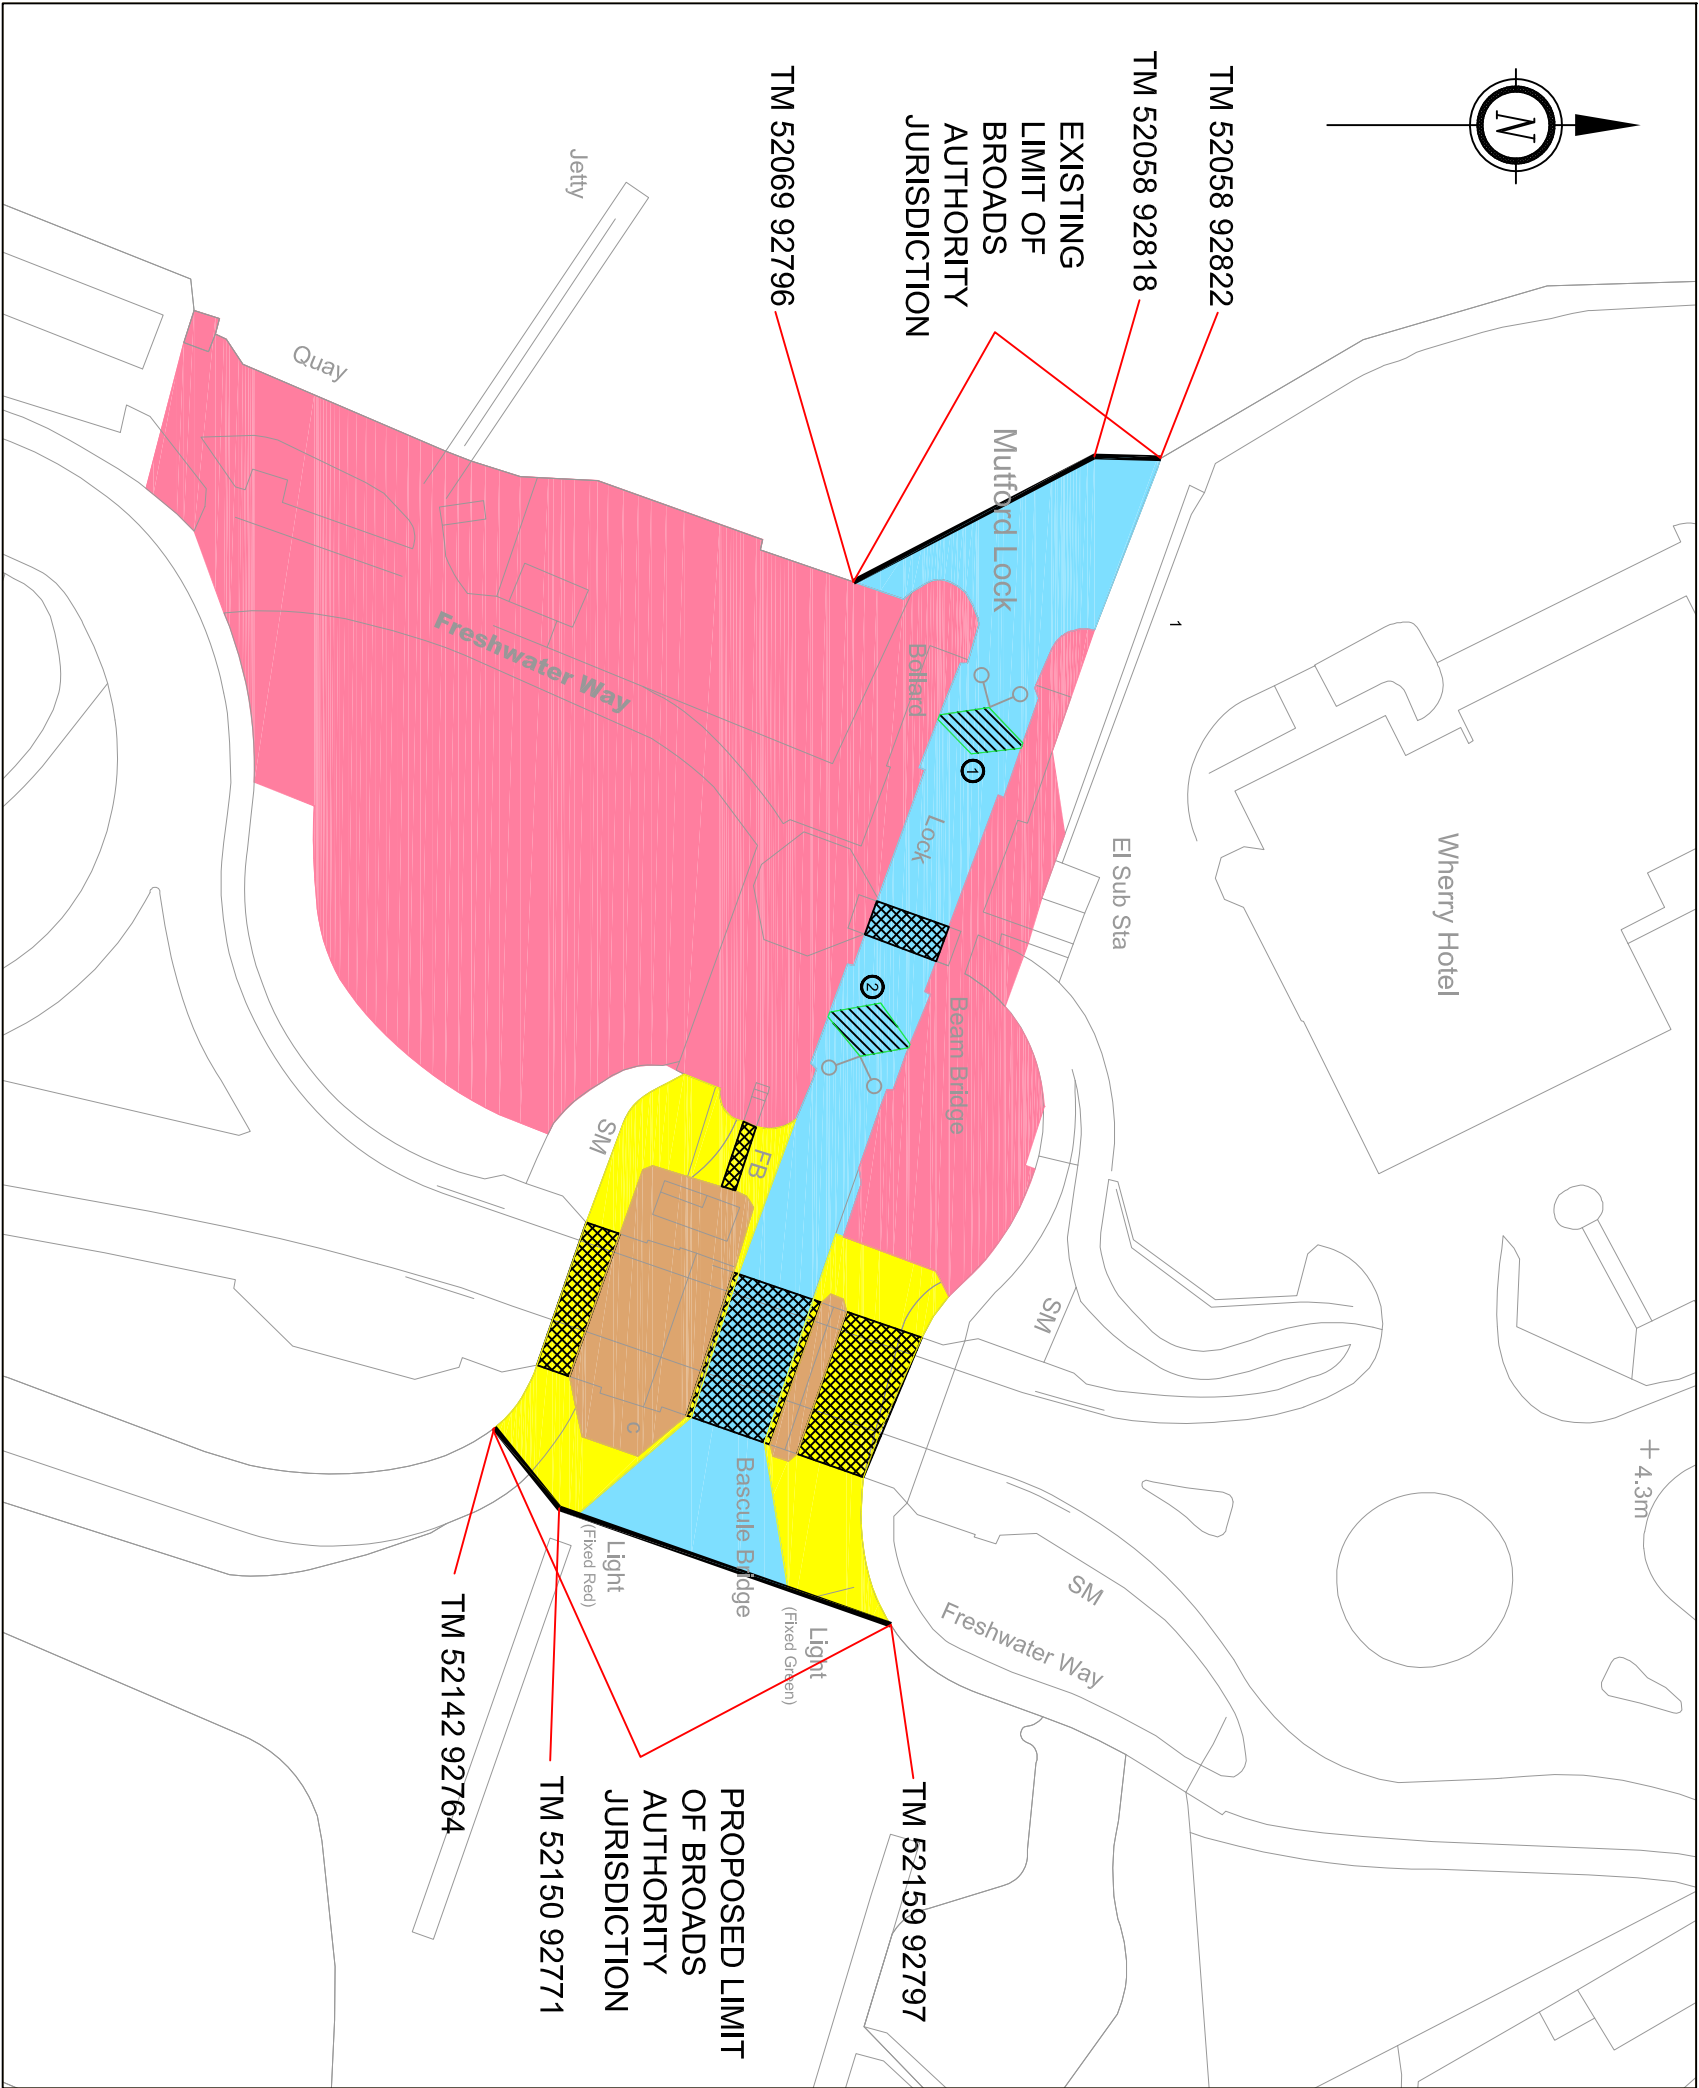 N
TM 52058 92822
TM 52058 92818
EXISTING
LIMIT OF
BROADS
AUTHORITY
JURISDICTION
TM 52069 92796
Jetty
Quay
Mutford Lock
Freshwater Way
Bollard
1
1
Lock
El Sub Sta
Wherry Hotel
2
Beam Bridge
FB
SM
SM
c
Bascule Bridge
Light
(Fixed Red)
Light
(Fixed Green)
SM
Freshwater Way
+ 4.3m
TM 52142 92764
TM 52150 92771
PROPOSED LIMIT
OF BROADS
AUTHORITY
JURISDICTION
TM 52159 92797